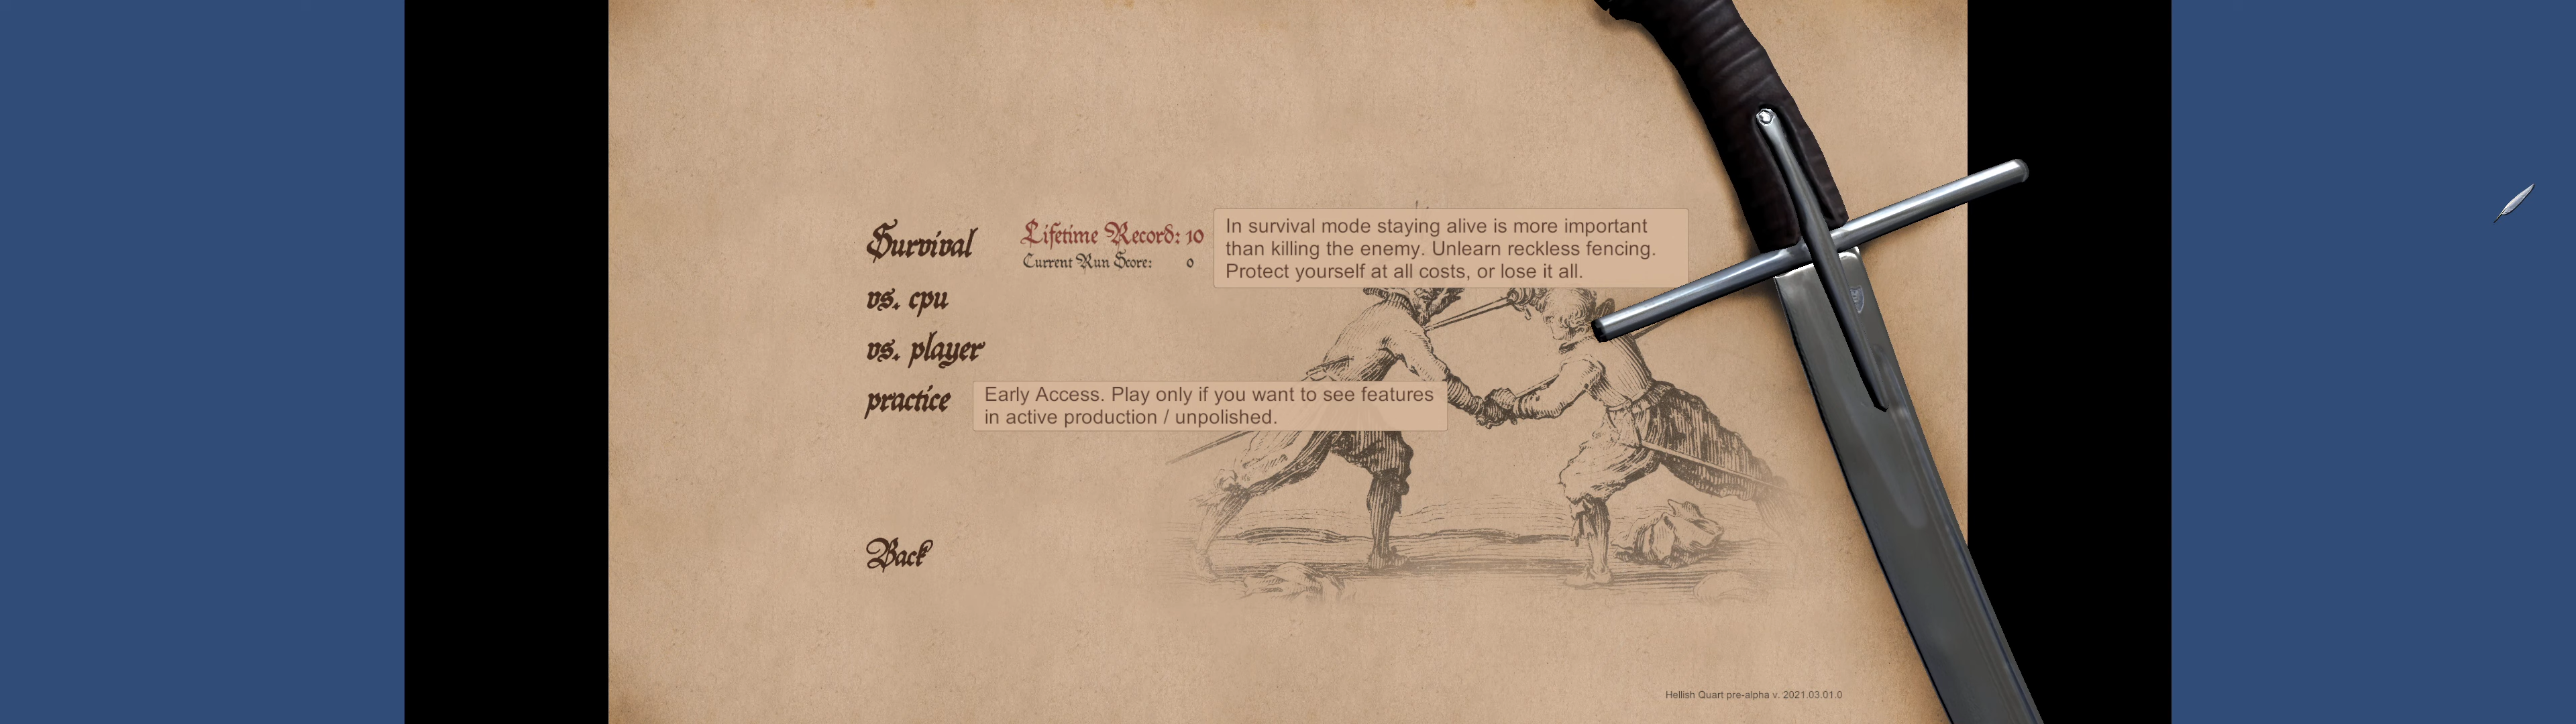 Survival
Lifetime Record: 10
Current Run Score: 0
In survival mode staying alive is more important
than killing the enemy. Unlearn reckless fencing.
Protect yourself at all costs, or lose it all.
vs. cpu
vs. player
practice
Early Access. Play only if you want to see features
in active production / unpolished.
Back
Hellish Quart pre-alpha v. 2021.03.01.0